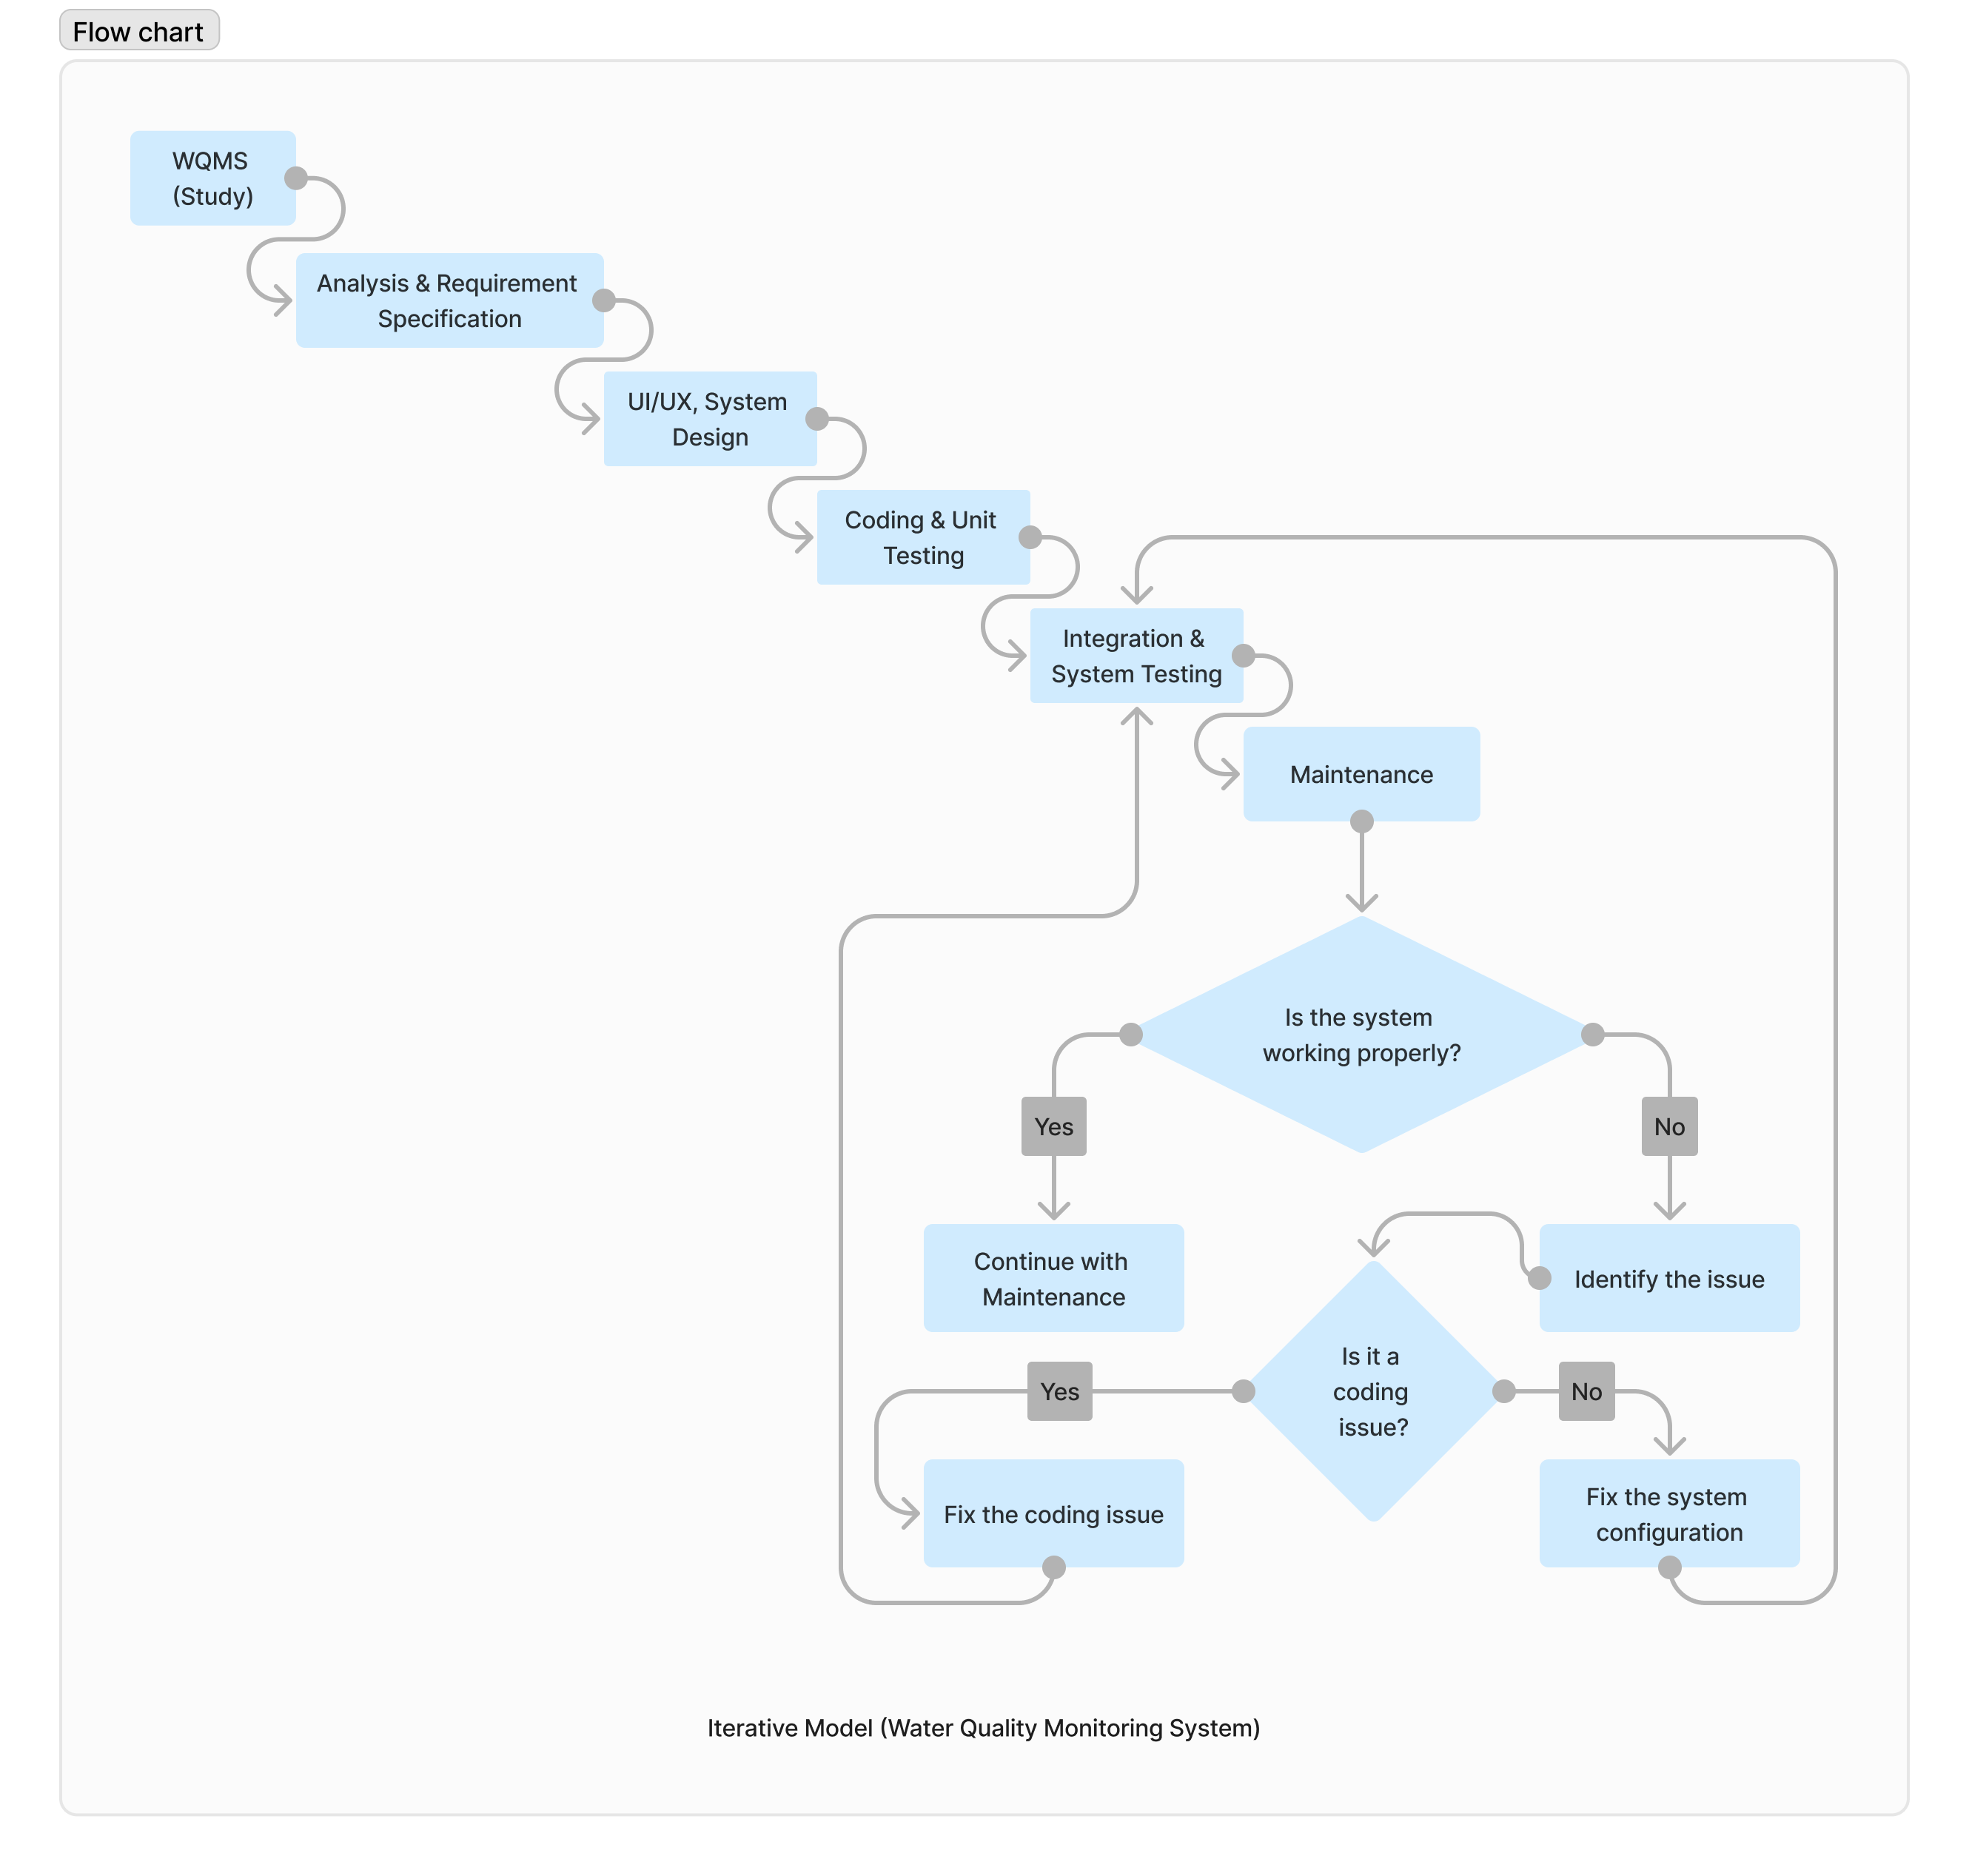 Flow chart
WQMS
(Study)
Analysis & Requirement
Specification
UI/UX, System
Design
Coding & Unit
Testing
Integration &
System Testing
Maintenance
Is the system
working properly?
Yes
No
Continue with
Maintenance
Identify the issue
Is it a
coding
issue?
Yes
No
Fix the coding issue
Fix the system
configuration
Iterative Model (Water Quality Monitoring System)